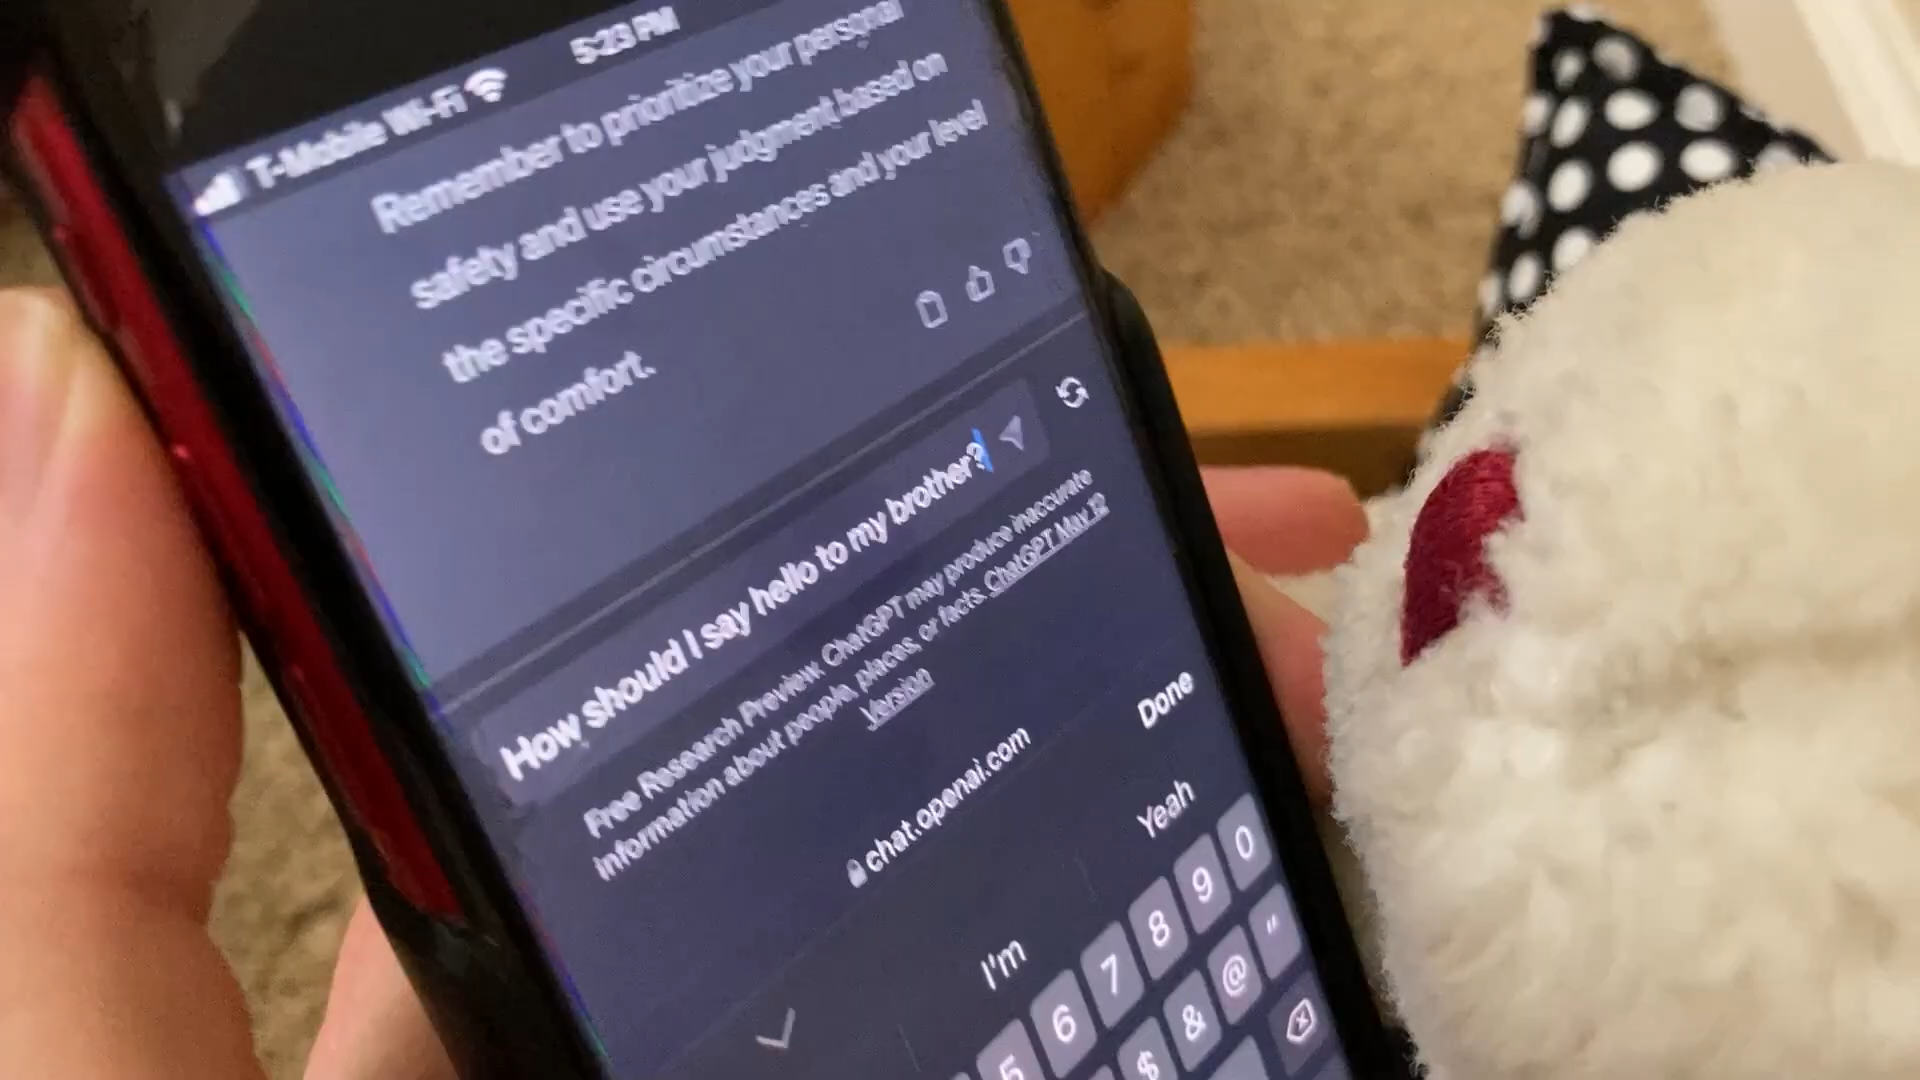 T-Mobile Wi-Fi 5:23 PM
Remember to prioritize your personal
safety and use your judgment based on
the specific circumstances and your level
of comfort.
How should I say hello to my brother?
Free Research Preview. ChatGPT may produce inaccurate
information about people, places, or facts. ChatGPT May 12
Version
chat.openai.com
Done
I'm
Yeah
5 6 7 8 9 0
$ & @ "